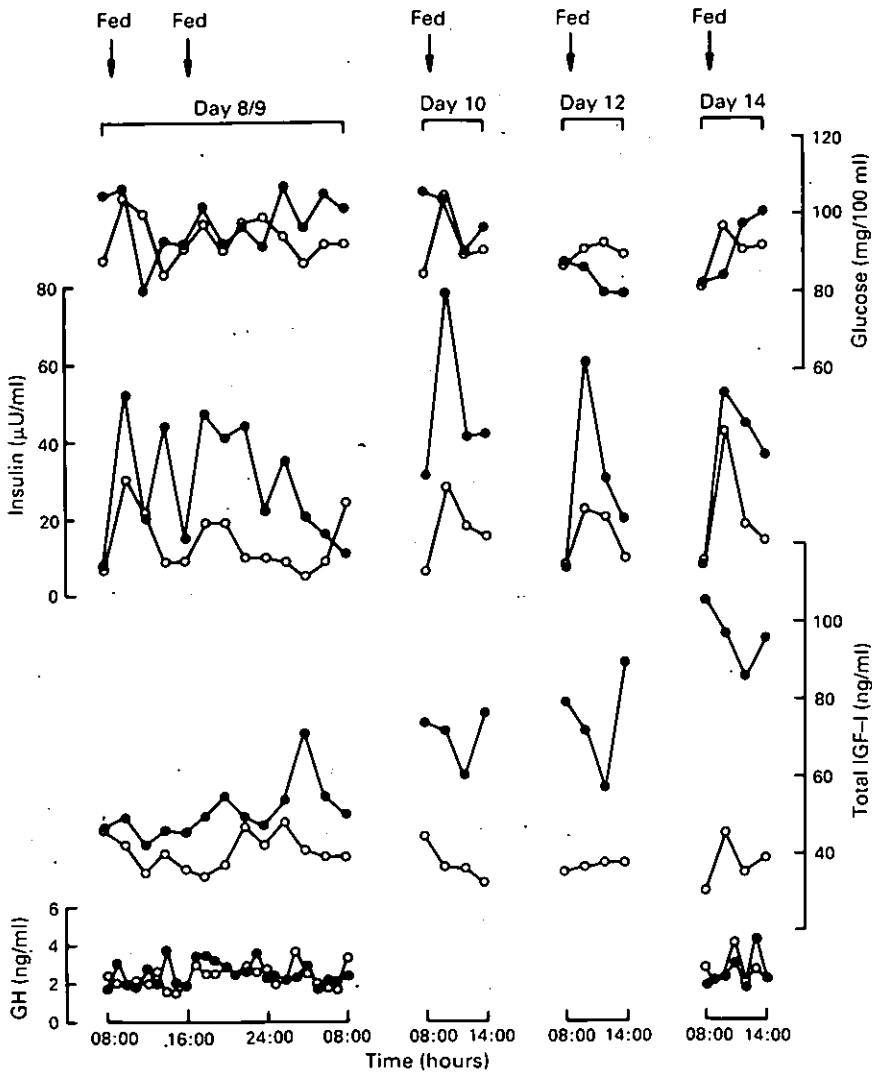 Fed Fed Fed Fed Fed
Day 8/9 Day 10 Day 12 Day 14
120
100
80
60
Glucose (mg/100 ml)
80
60
40
20
0
Insulin (µU/ml)
100
80
60
40
Total IGF–I (ng/ml)
6
4
2
0
GH (ng/ml)
08:00 16:00 24:00 08:00 08:00 14:00 08:00 14:00 08:00 14:00
Time (hours)